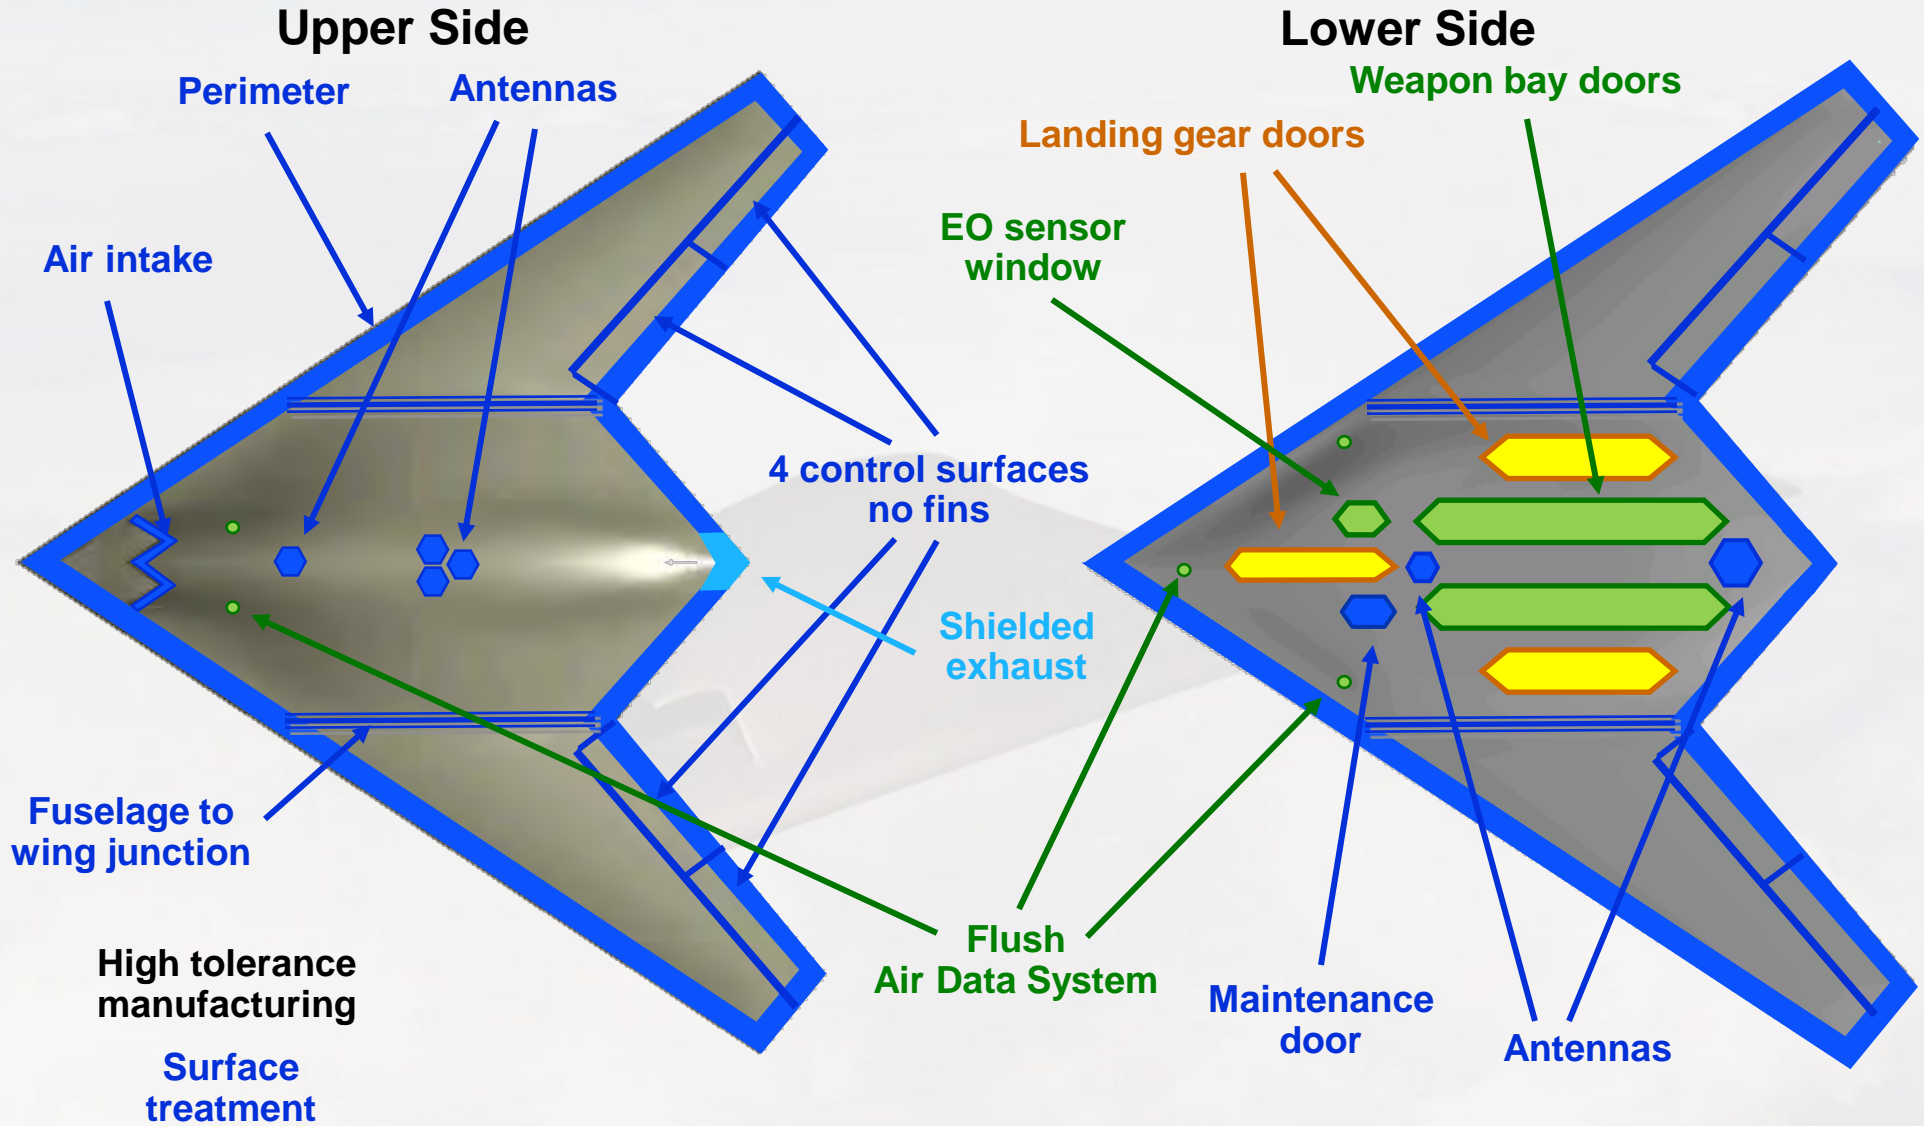 Upper Side
Lower Side
Perimeter
Antennas
Weapon bay doors
Landing gear doors
Air intake
EO sensor
window
4 control surfaces
no fins
Shielded
exhaust
Fuselage to
wing junction
High tolerance
manufacturing
Surface
treatment
Flush
Air Data System
Maintenance
door
Antennas